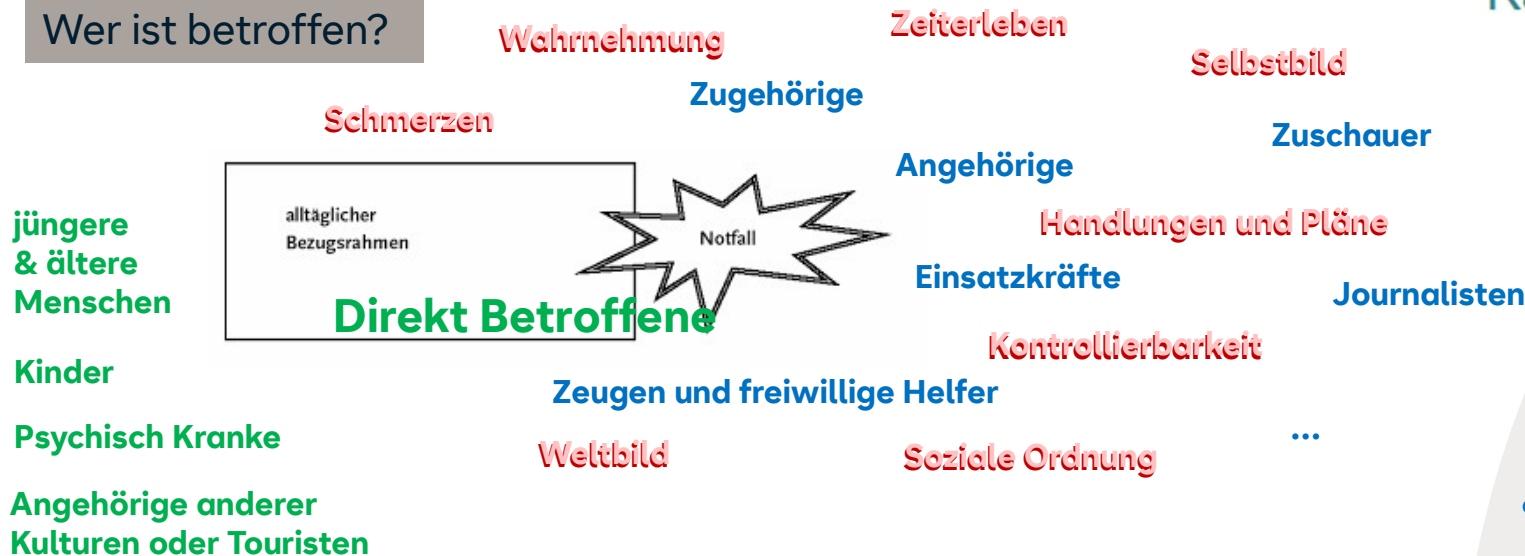 Wer ist betroffen?
Wahrnehmung
Zeiterleben
Selbstbild
Zugehörige
Schmerzen
Zuschauer
Angehörige
alltäglicher
Bezugsrahmen
Notfall
jüngere
& ältere
Menschen
Handlungen und Pläne
Einsatzkräfte
Journalisten
Direkt Betroffene
Kontrollierbarkeit
Kinder
Zeugen und freiwillige Helfer
Psychisch Kranke
...
Weltbild
Soziale Ordnung
Angehörige anderer
Kulturen oder Touristen